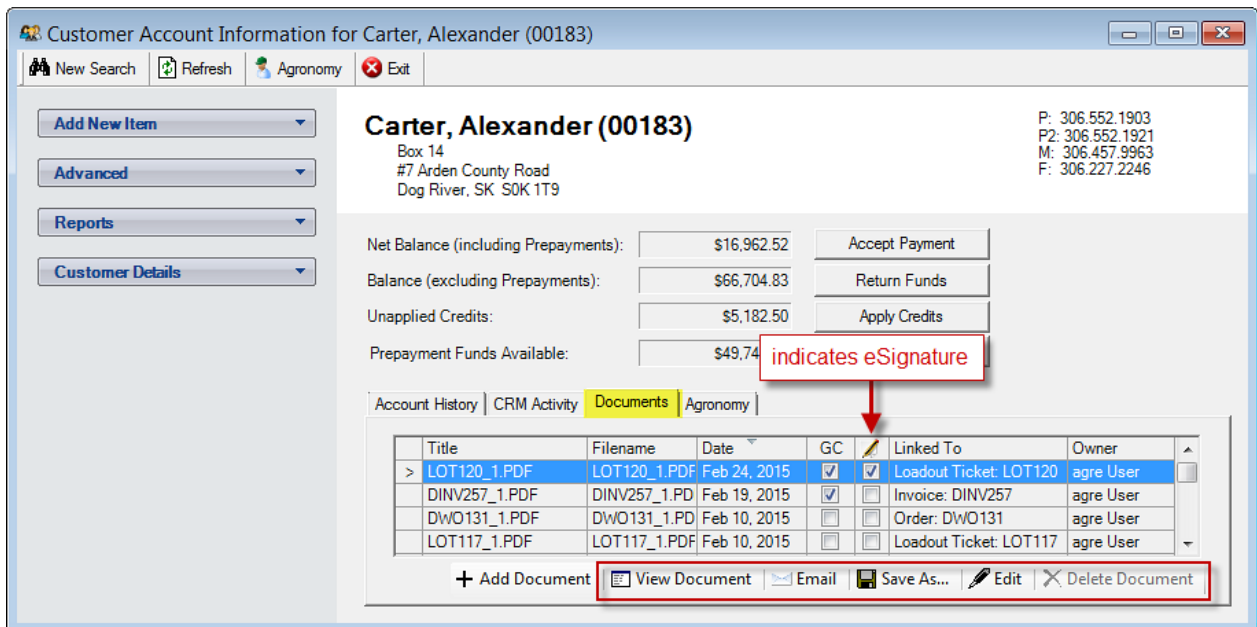 Customer Account Information for Carter, Alexander (00183)
New Search Refresh Agronomy Exit
Add New Item
Advanced
Reports
Customer Details
Carter, Alexander (00183)
Box 14
#7 Arden County Road
Dog River, SK S0K 1T9
P: 306.552.1903
P2: 306.552.1921
M: 306.457.9963
F: 306.227.2246
Net Balance (including Prepayments): $16,962.52 Accept Payment
Balance (excluding Prepayments): $66,704.83 Return Funds
Unapplied Credits: $5,182.50 Apply Credits
Prepayment Funds Available: $49,74
indicates eSignature
Account History CRM Activity Documents Agronomy
Title Filename Date GC Linked To Owner
> LOT120_1.PDF LOT120_1.PDF Feb 24, 2015 Loadout Ticket: LOT120 agre User
DINV257_1.PDF DINV257_1.PD Feb 19, 2015 Invoice: DINV257 agre User
DWO131_1.PDF DWO131_1.PD Feb 10, 2015 Order: DWO131 agre User
LOT117_1.PDF LOT117_1.PDF Feb 10, 2015 Loadout Ticket: LOT117 agre User
+ Add Document View Document Email Save As... Edit Delete Document